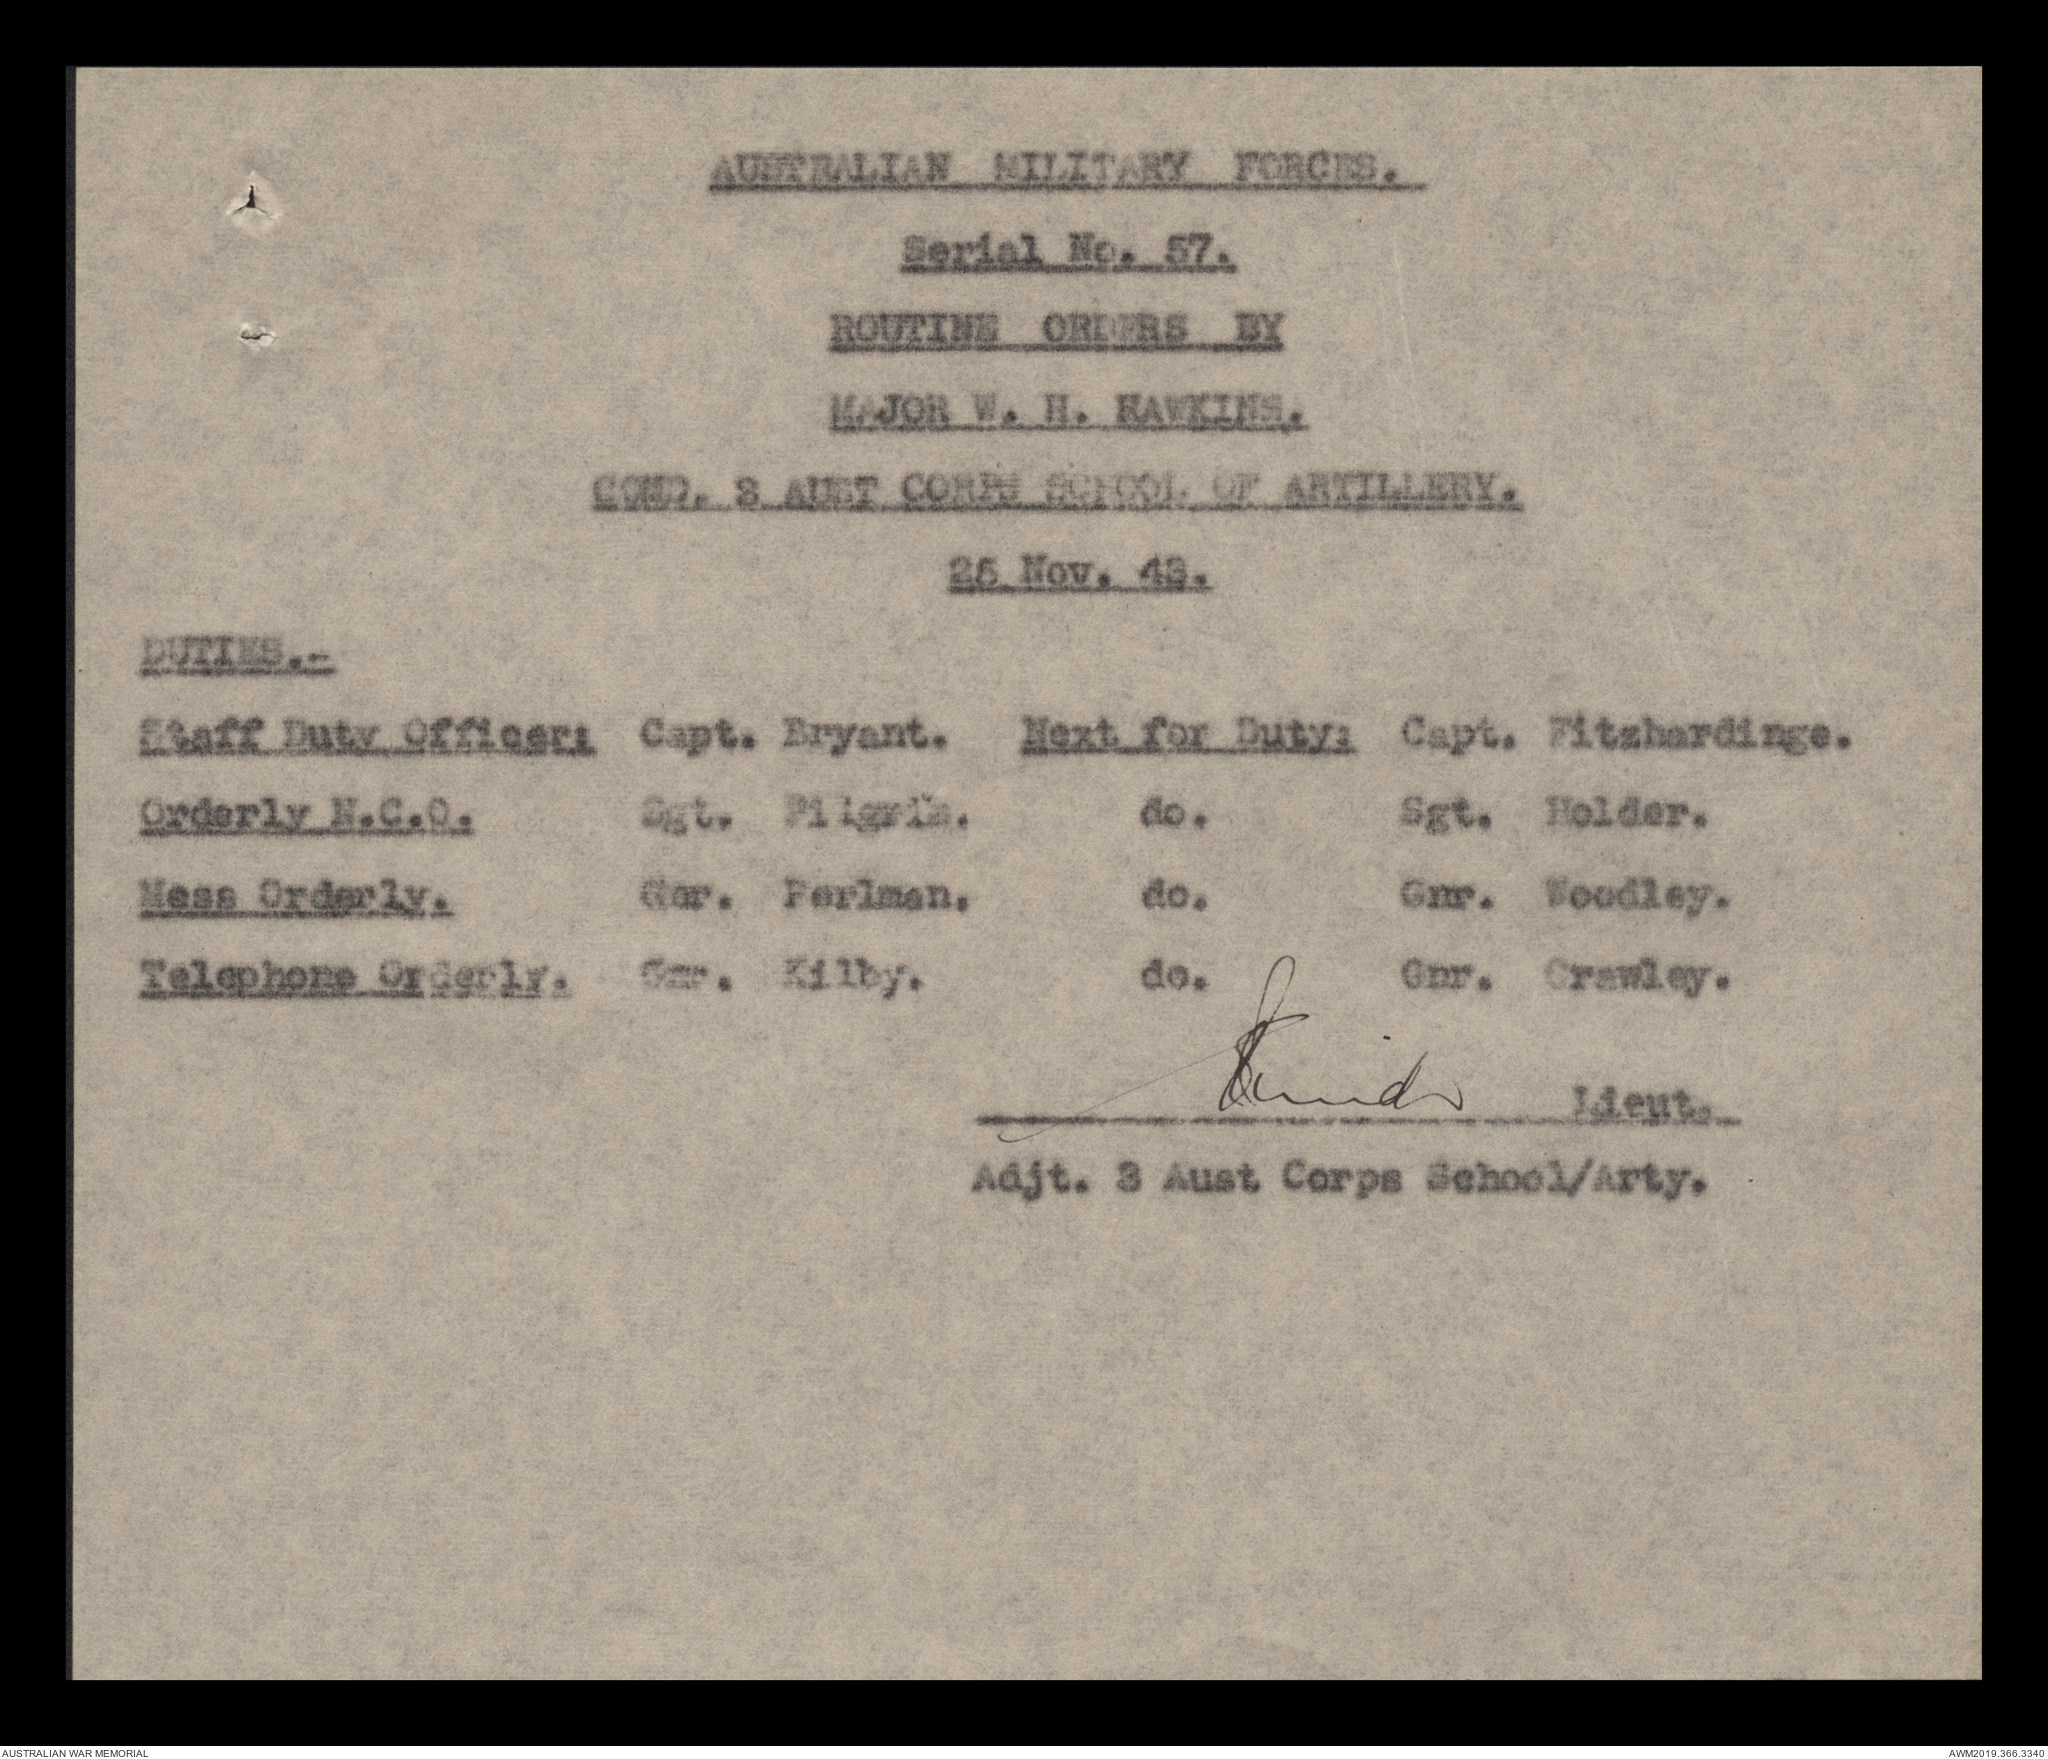 AUSTRALIAN MILITARY FORCES.
Serial No. 57.
ROUTINE ORDERS BY
MAJOR W. H. HAWKINS.
COMD. 3 AUST CORPS SCHOOL OF ARTILLERY.
25 Nov. 43.
DUTIES.-
Staff Duty Officer: Capt. Bryant. Next for Duty: Capt. Fitzhardinge.
Orderly N.C.O. Sgt. Pilgrim. do. Sgt. Holder.
Mess Orderly. Gnr. Perlman. do. Gnr. Woodley.
Telephone Orderly. Gnr. Kilby. do. Gnr. Crawley.
Lieut.
Adjt. 3 Aust Corps School/Arty.
AUSTRALIAN WAR MEMORIAL AWM2019.366.3340